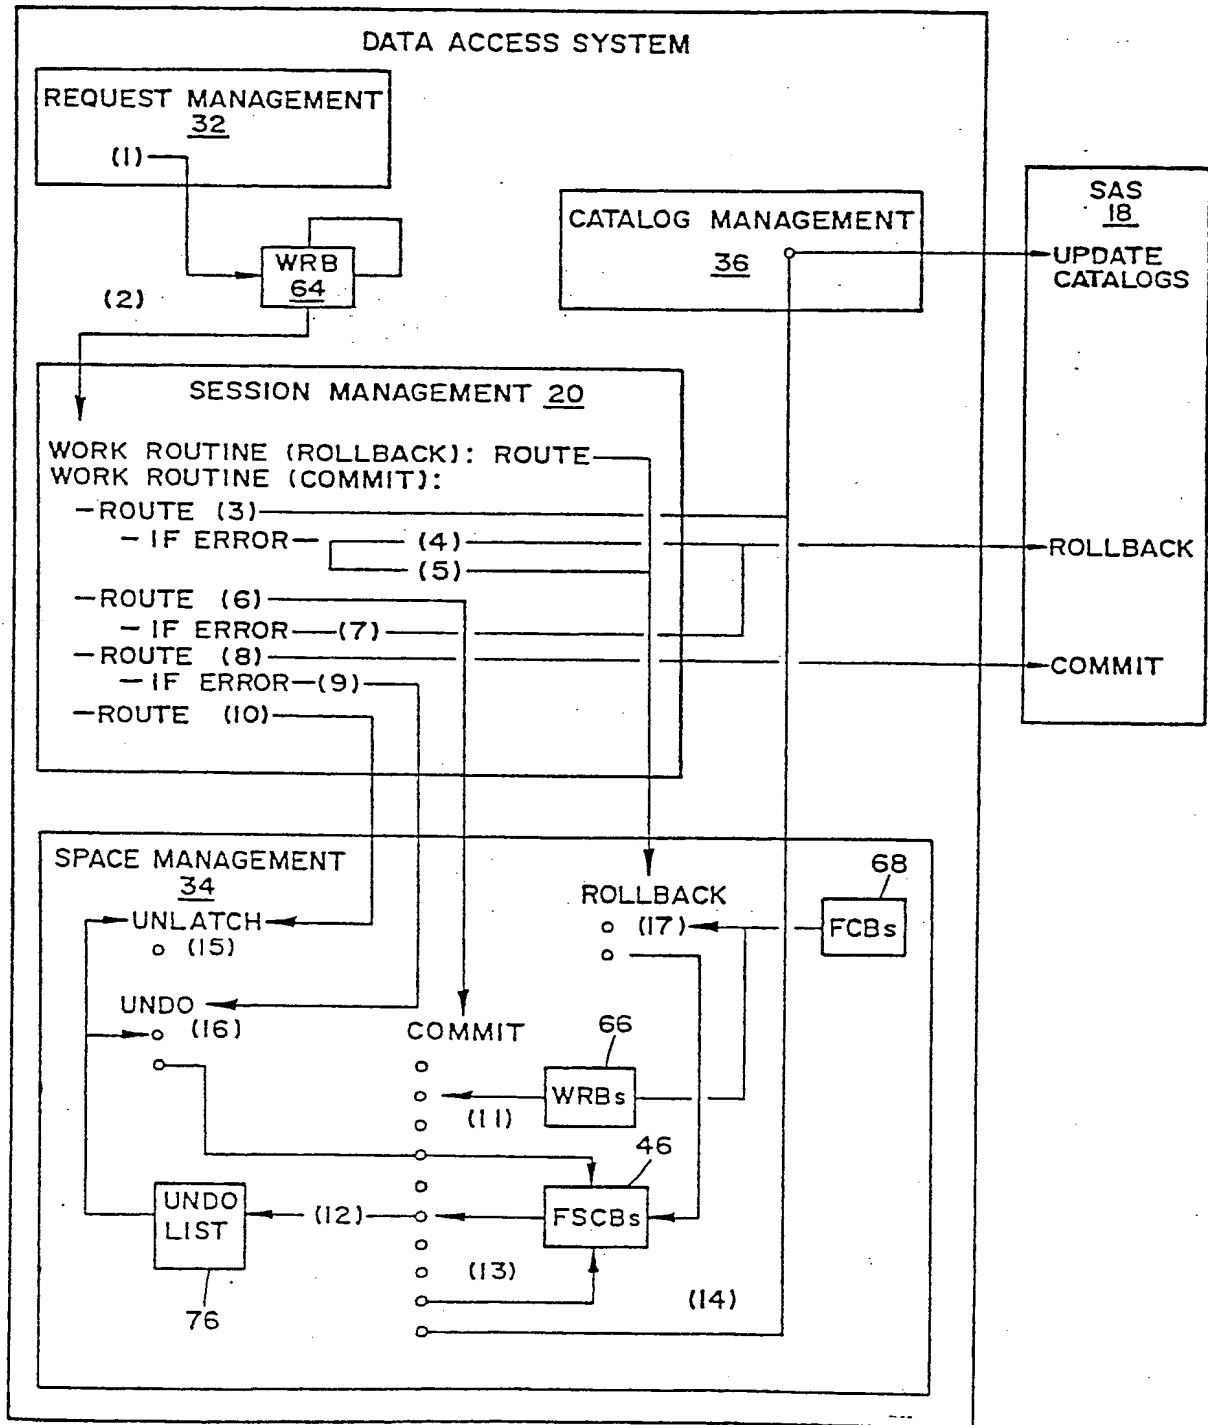 DATA ACCESS SYSTEM
REQUEST MANAGEMENT
32
(1)
WRB
64
(2)
CATALOG MANAGEMENT
36
SAS
18
UPDATE
CATALOGS
ROLLBACK
COMMIT
SESSION MANAGEMENT 20
WORK ROUTINE (ROLLBACK): ROUTE
WORK ROUTINE (COMMIT):
-ROUTE (3)
-IF ERROR
(4)
(5)
-ROUTE (6)
-IF ERROR-(7)
-ROUTE (8)
-IF ERROR-(9)
-ROUTE (10)
SPACE MANAGEMENT
34
UNLATCH
(15)
UNDO
(16)
COMMIT
ROLLBACK
(17)
68
FCBs
66
WRBs
(11)
46
FSCBs
UNDO
LIST
(12)
76
(13)
(14)